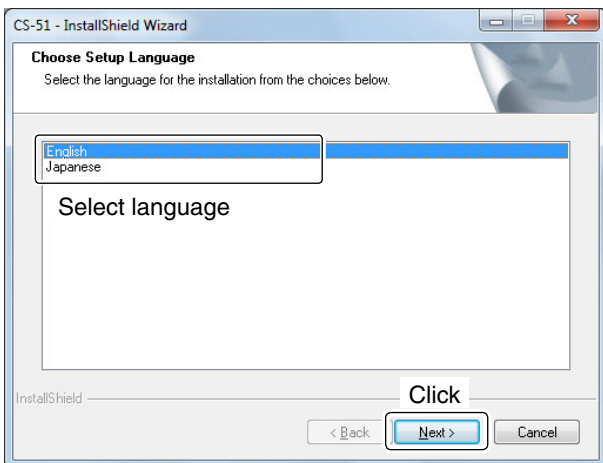 CS-51 - InstallShield Wizard
Choose Setup Language
Select the language for the installation from the choices below.
English
Japanese
Select language
InstallShield
Click
< Back
Next >
Cancel